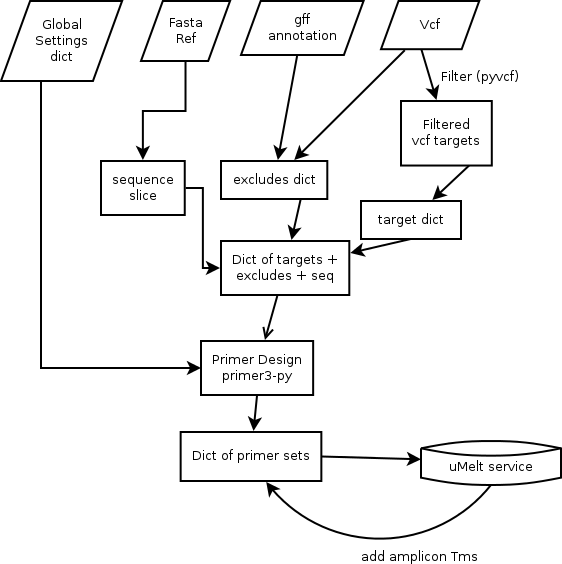 Global
Settings
dict
Fasta
Ref
gff
annotation
Vcf
Filter (pyvcf)
Filtered
vcf targets
sequence
slice
excludes dict
target dict
Dict of targets +
excludes + seq
Primer Design
primer3-py
Dict of primer sets
uMelt service
add amplicon Tms